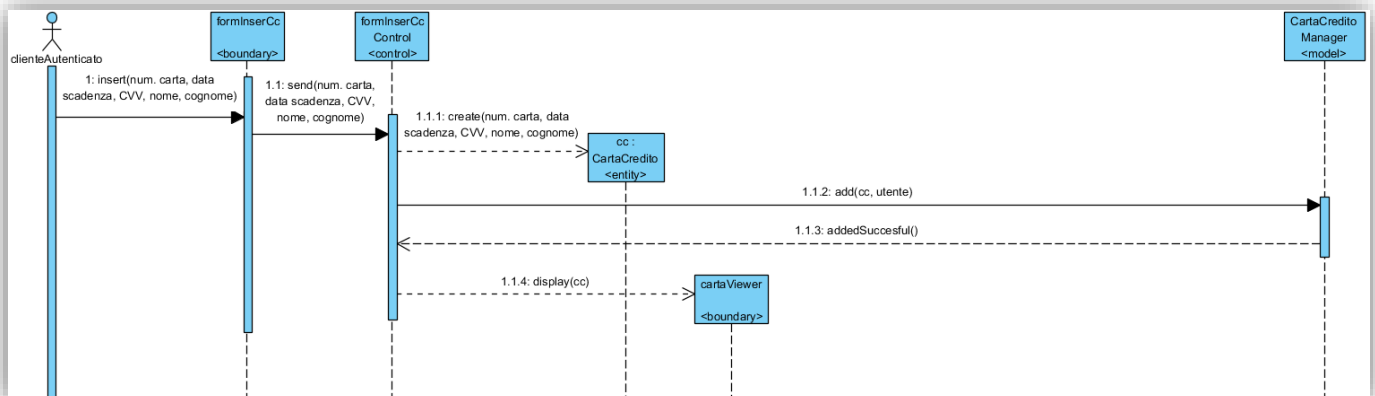 clienteAutenticato
formInserCc
<boundary>
formInserCc
Control
<control>
CartaCredito
Manager
<model>
1: insert(num. carta, data
scadenza, CVV, nome, cognome)
1.1: send(num. carta,
data scadenza, CVV,
nome, cognome)
1.1.1: create(num. carta, data
scadenza, CVV, nome, cognome)
cc :
CartaCredito
<entity>
1.1.2: add(cc, utente)
1.1.3: addedSuccesful()
1.1.4: display(cc)
cartaViewer
<boundary>